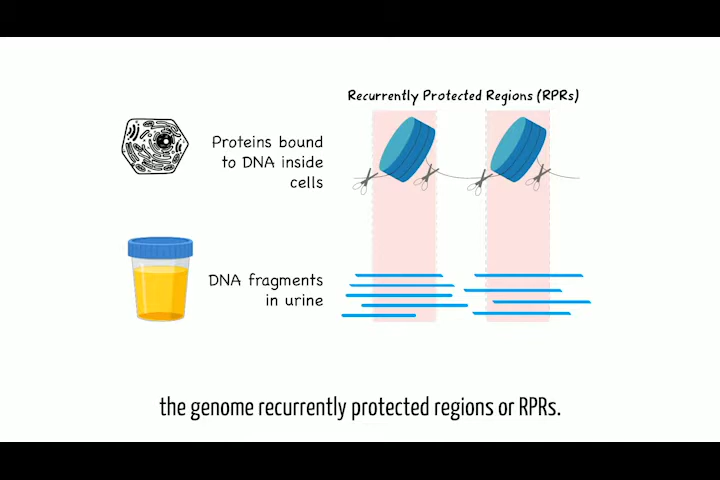 Recurrently Protected Regions (RPRs)
Proteins bound
to DNA inside
cells
DNA fragments
in urine
the genome recurrently protected regions or RPRs.